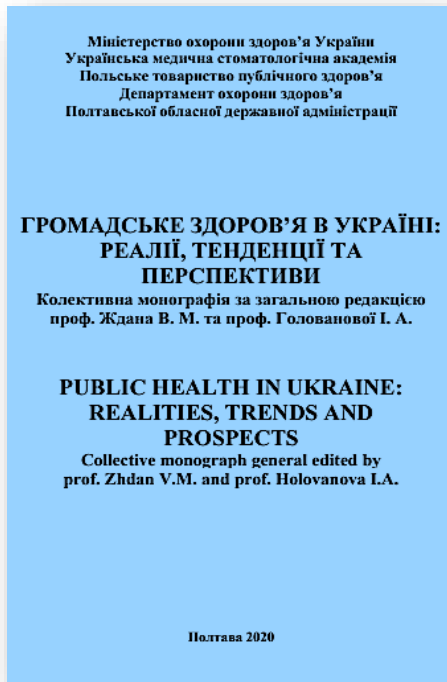 Міністерство охорони здоров'я України
Українська медична стоматологічна академія
Польське товариство публічного здоров'я
Департамент охорони здоров'я
Полтавської обласної державної адміністрації
ГРОМАДСЬКЕ ЗДОРОВ'Я В УКРАЇНІ:
РЕАЛІЇ, ТЕНДЕНЦІЇ ТА
ПЕРСПЕКТИВИ
Колективна монографія за загальною редакцією
проф. Ждана В. М. та проф. Голованової І. А.
PUBLIC HEALTH IN UKRAINE:
REALITIES, TRENDS AND
PROSPECTS
Collective monograph general edited by
prof. Zhdan V.M. and prof. Holovanova I.A.
Полтава 2020